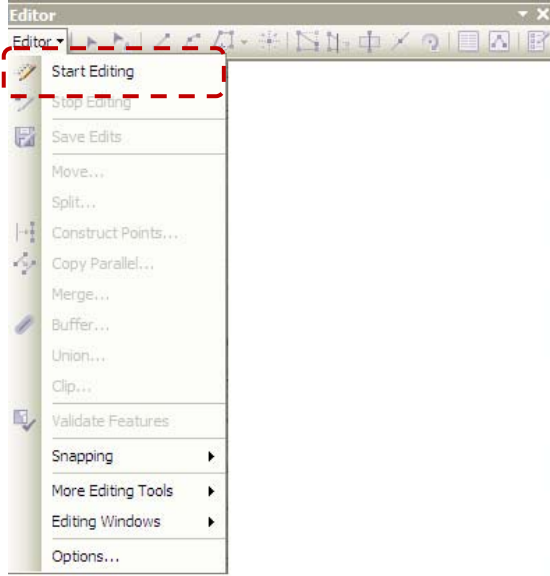 Editor
Editor
Start Editing
Stop Editing
Save Edits
Move...
Split...
Construct Points...
Copy Parallel...
Merge...
Buffer...
Union...
Clip...
Validate Features
Snapping
More Editing Tools
Editing Windows
Options...